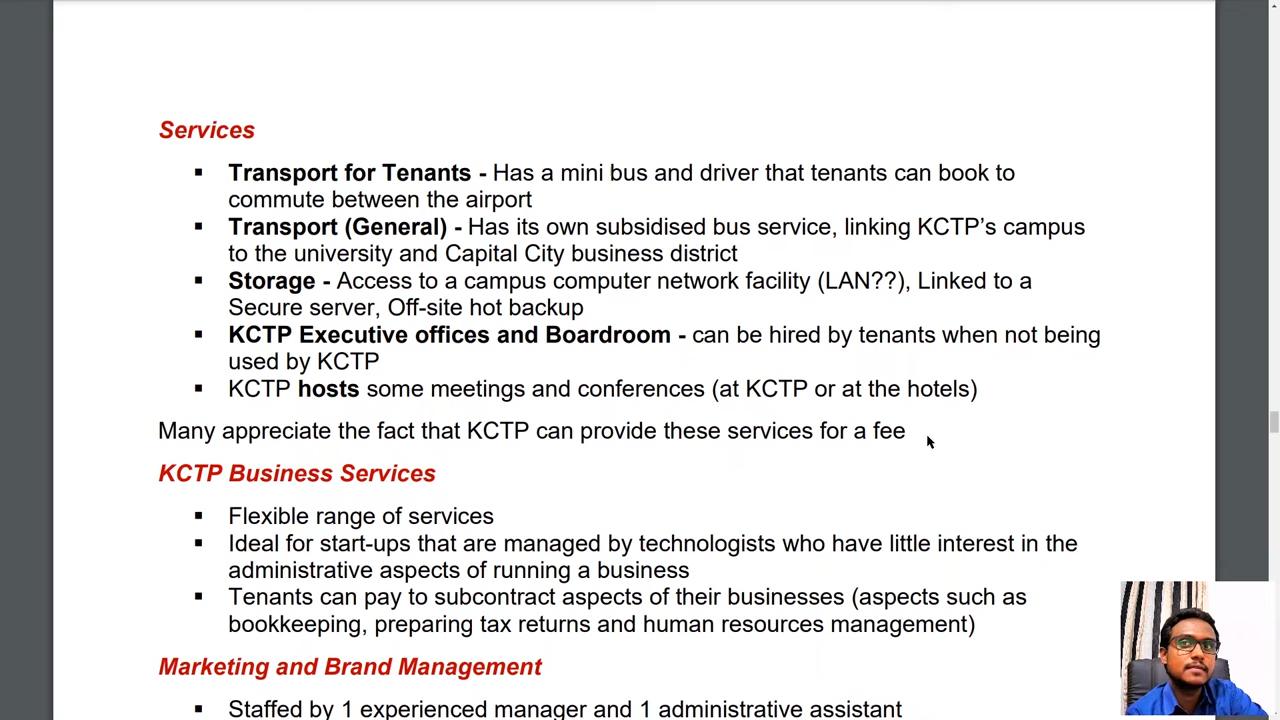 Services
▪ Transport for Tenants - Has a mini bus and driver that tenants can book to
commute between the airport
▪ Transport (General) - Has its own subsidised bus service, linking KCTP’s campus
to the university and Capital City business district
▪ Storage - Access to a campus computer network facility (LAN??), Linked to a
Secure server, Off-site hot backup
▪ KCTP Executive offices and Boardroom - can be hired by tenants when not being
used by KCTP
▪ KCTP hosts some meetings and conferences (at KCTP or at the hotels)
Many appreciate the fact that KCTP can provide these services for a fee
KCTP Business Services
▪ Flexible range of services
▪ Ideal for start-ups that are managed by technologists who have little interest in the
administrative aspects of running a business
▪ Tenants can pay to subcontract aspects of their businesses (aspects such as
bookkeeping, preparing tax returns and human resources management)
Marketing and Brand Management
▪ Staffed by 1 experienced manager and 1 administrative assistant